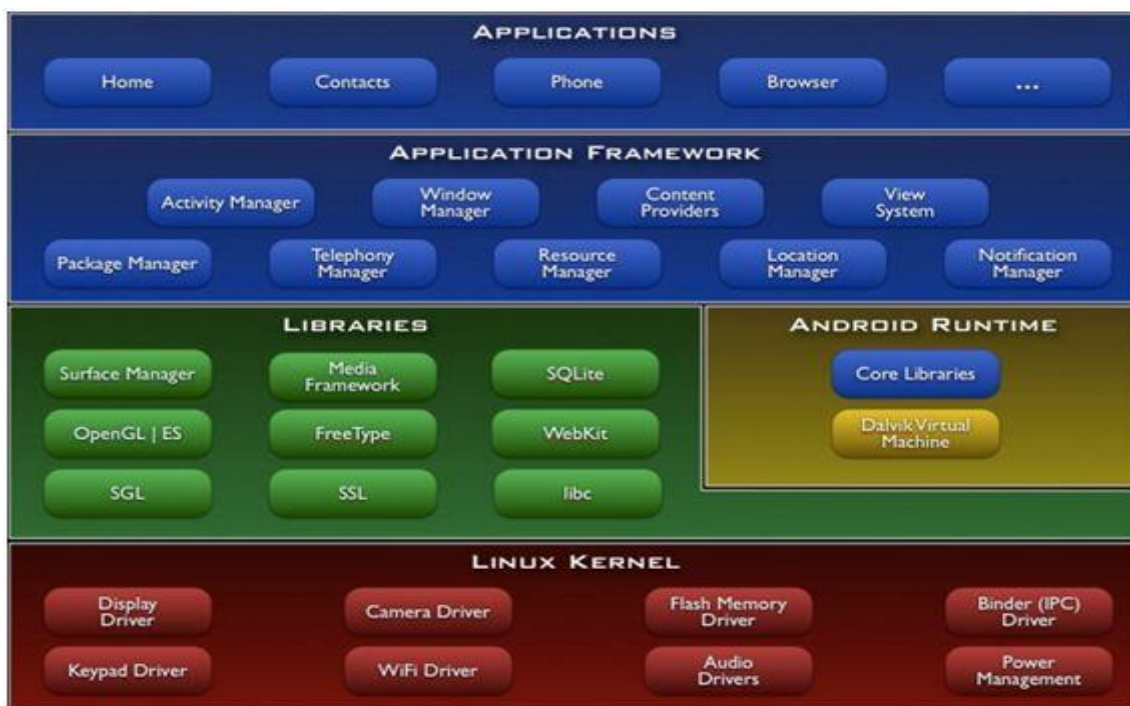 APPLICATIONS
Home
Contacts
Phone
Browser
...
APPLICATION FRAMEWORK
Activity Manager
Window
Manager
Content
Providers
View
System
Package Manager
Telephony
Manager
Resource
Manager
Location
Manager
Notification
Manager
LIBRARIES
Surface Manager
Media
Framework
SQLite
OpenGL | ES
FreeType
WebKit
SGL
SSL
libc
ANDROID RUNTIME
Core Libraries
Dalvik Virtual
Machine
LINUX KERNEL
Display
Driver
Camera Driver
Flash Memory
Driver
Binder (IPC)
Driver
Keypad Driver
WiFi Driver
Audio
Drivers
Power
Management